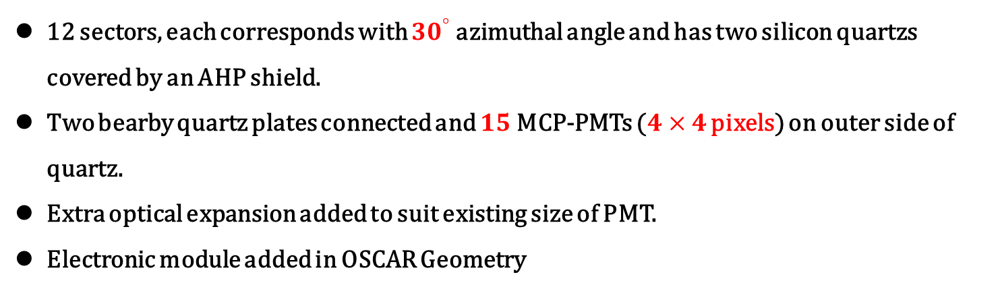 ● 12 sectors, each corresponds with 30° azimuthal angle and has two silicon quartzs
covered by an AHP shield.
● Two bearby quartz plates connected and 15 MCP-PMTs (4 × 4 pixels) on outer side of
quartz.
● Extra optical expansion added to suit existing size of PMT.
● Electronic module added in OSCAR Geometry